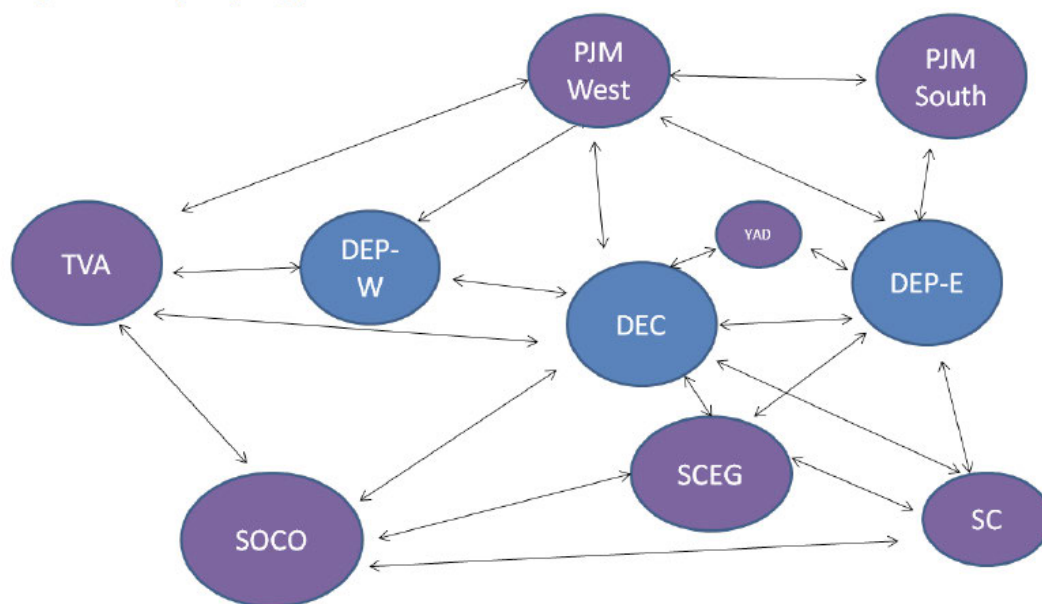 PJM
West
PJM
South
TVA
DEP-
W
YAD
DEP-E
DEC
SCEG
SOCO
SC